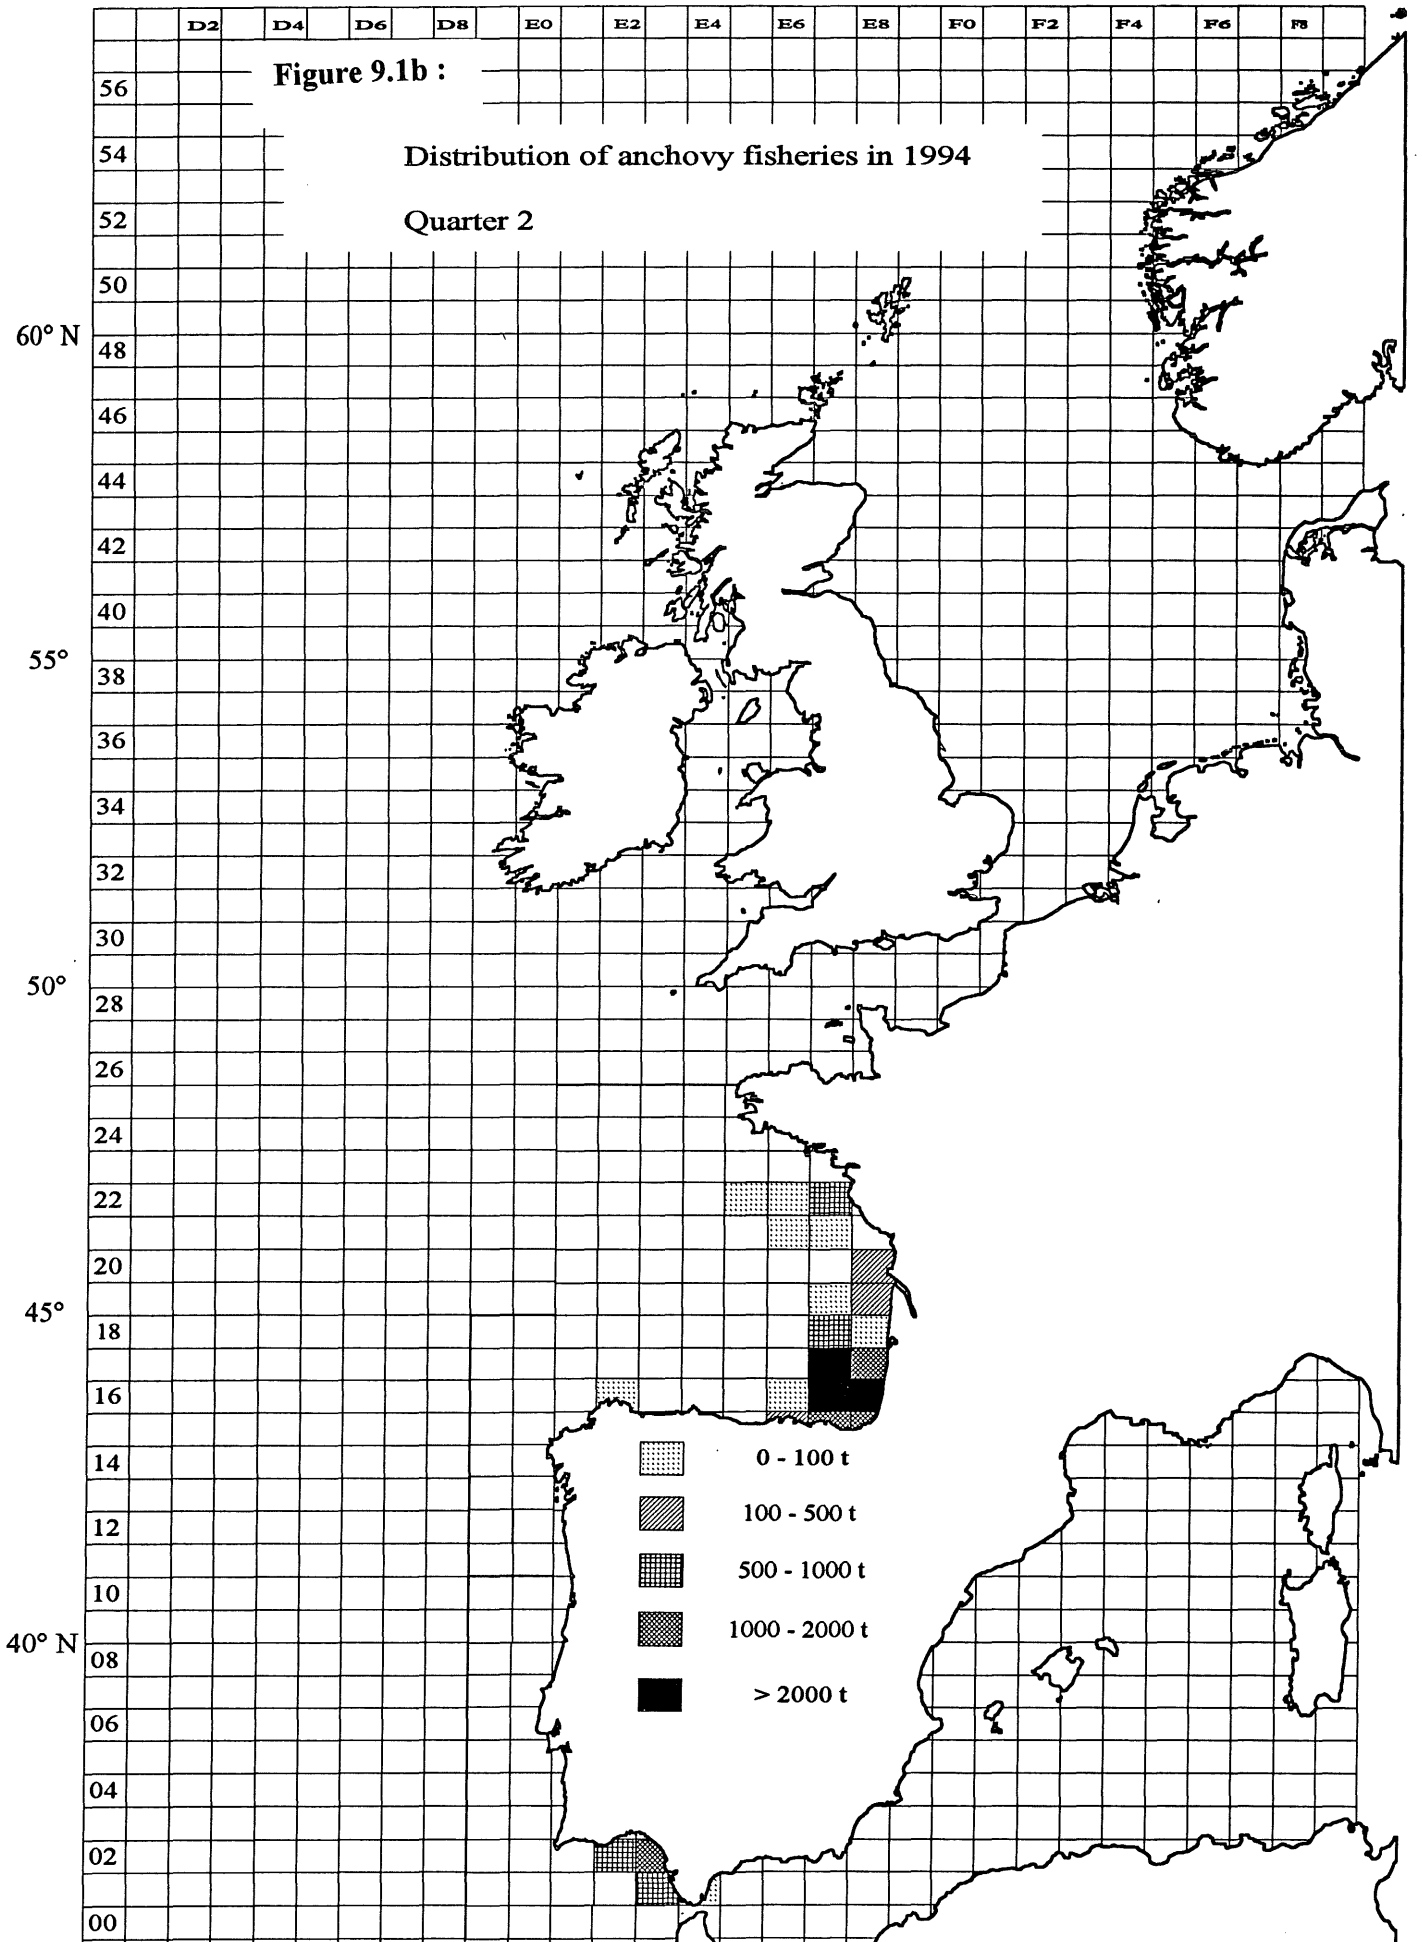 D2 D4 D6 D8 E0 E2 E4 E6 E8 F0 F2 F4 F6 F8
Figure 9.1b :
56
Distribution of anchovy fisheries in 1994
54
Quarter 2
52
50
60° N
48
46
44
42
40
55°
38
36
34
32
30
50°
28
26
24
22
20
45°
18
16
14
0 - 100 t
12
100 - 500 t
10
500 - 1000 t
40° N
1000 - 2000 t
08
> 2000 t
06
04
02
00